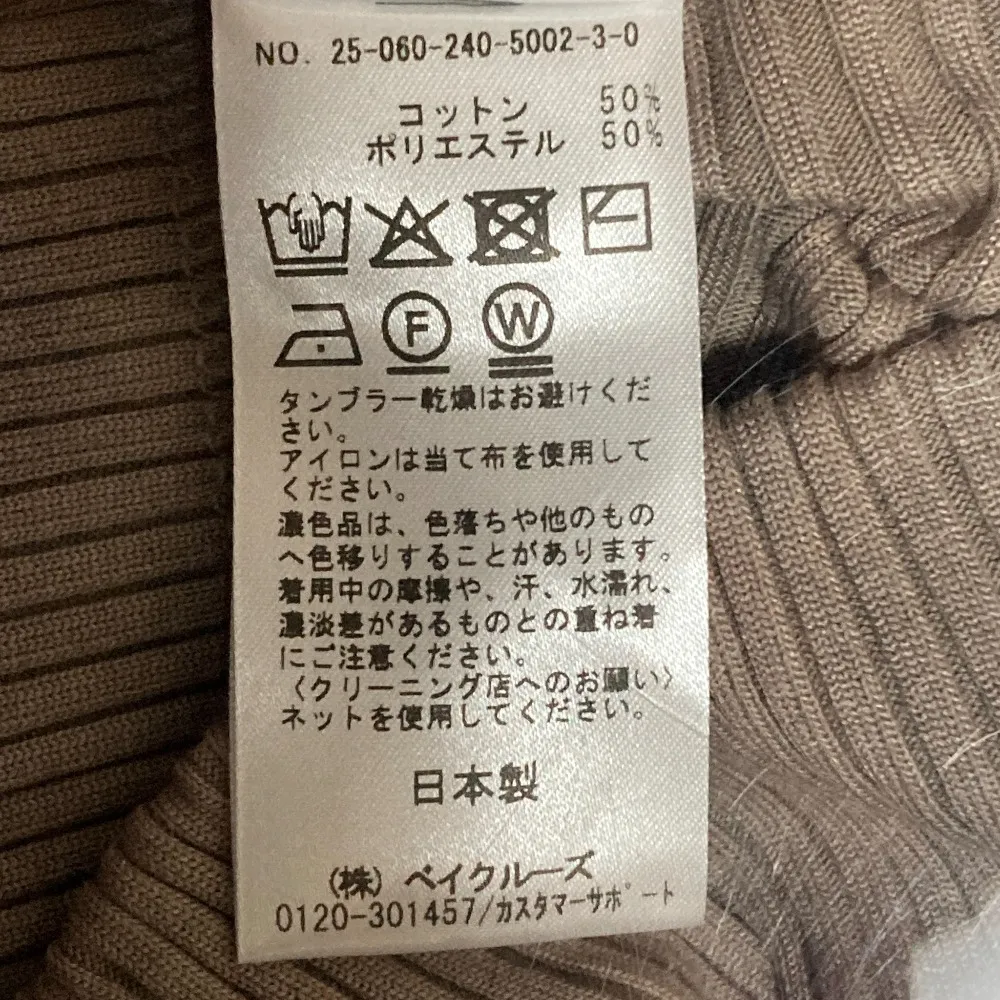 NO. 25-060-240-5002-3-0
コットン 50%
ポリエステル 50%
F W
タンブラー乾燥はお避けくだ
さい。
アイロンは当て布を使用して
ください。
濃色品は、色落ちや他のもの
へ色移りすることがあります。
着用中の摩擦や、汗、水濡れ、
濃淡差があるものとの重ね着
にご注意ください。
〈クリーニング店へのお願い〉
ネットを使用してください。
日本製
(株) ベイクルーズ
0120-301457/カスタマーサポート